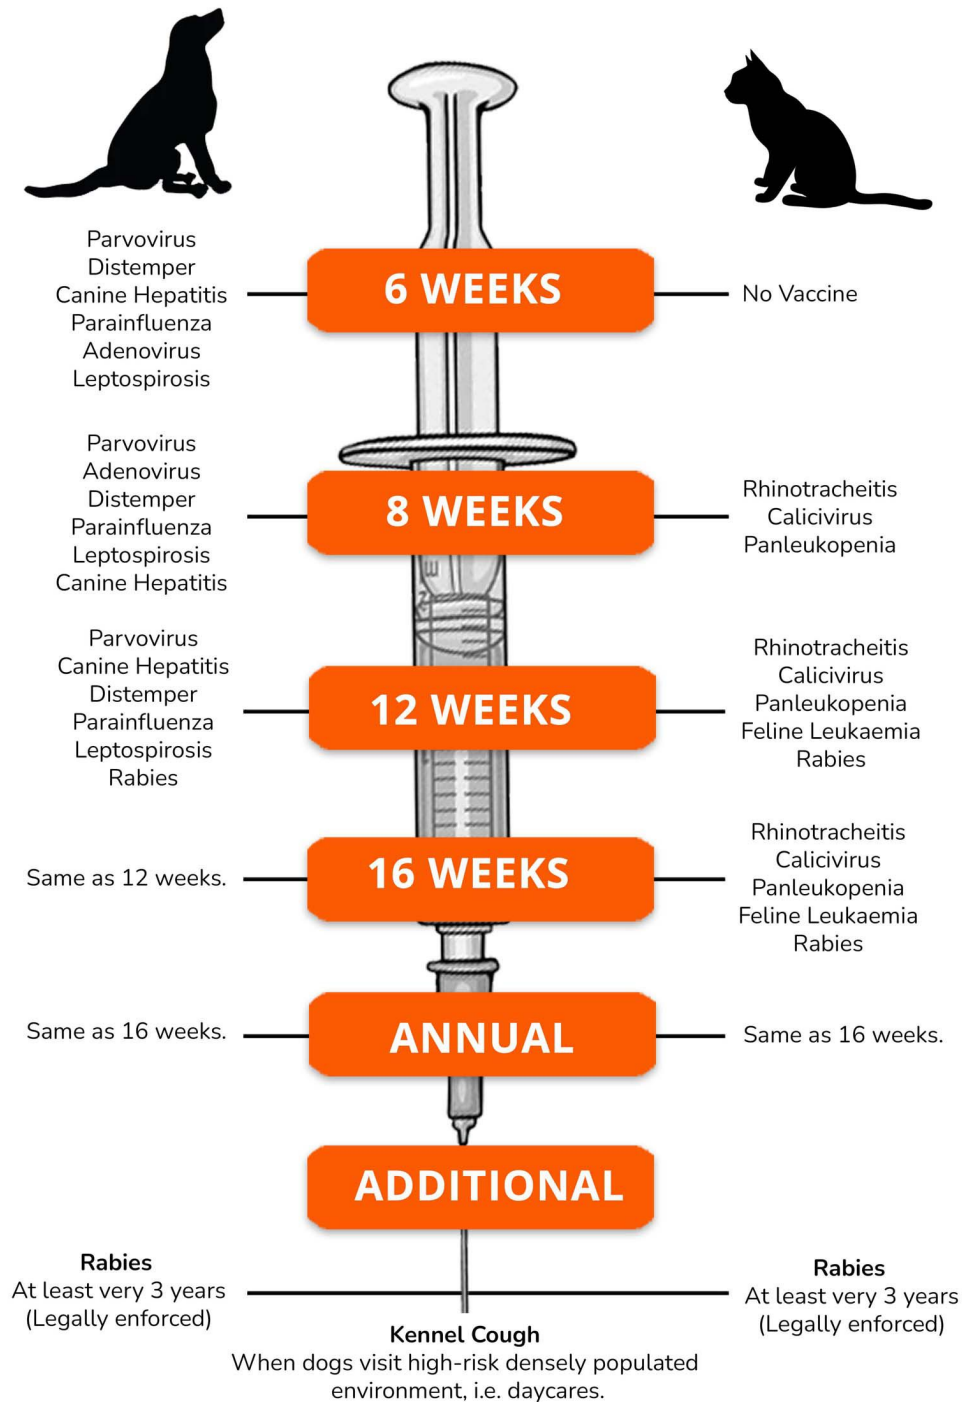 6 WEEKS
Parvovirus
Distemper
Canine Hepatitis
Parainfluenza
Adenovirus
Leptospirosis
No Vaccine
8 WEEKS
Parvovirus
Adenovirus
Distemper
Parainfluenza
Leptospirosis
Canine Hepatitis
Rhinotracheitis
Calicivirus
Panleukopenia
12 WEEKS
Parvovirus
Canine Hepatitis
Distemper
Parainfluenza
Leptospirosis
Rabies
Rhinotracheitis
Calicivirus
Panleukopenia
Feline Leukaemia
Rabies
16 WEEKS
Same as 12 weeks.
Rhinotracheitis
Calicivirus
Panleukopenia
Feline Leukaemia
Rabies
ANNUAL
Same as 16 weeks.
Same as 16 weeks.
ADDITIONAL
Rabies
At least very 3 years
(Legally enforced)
Rabies
At least very 3 years
(Legally enforced)
Kennel Cough
When dogs visit high-risk densely populated
environment, i.e. daycares.